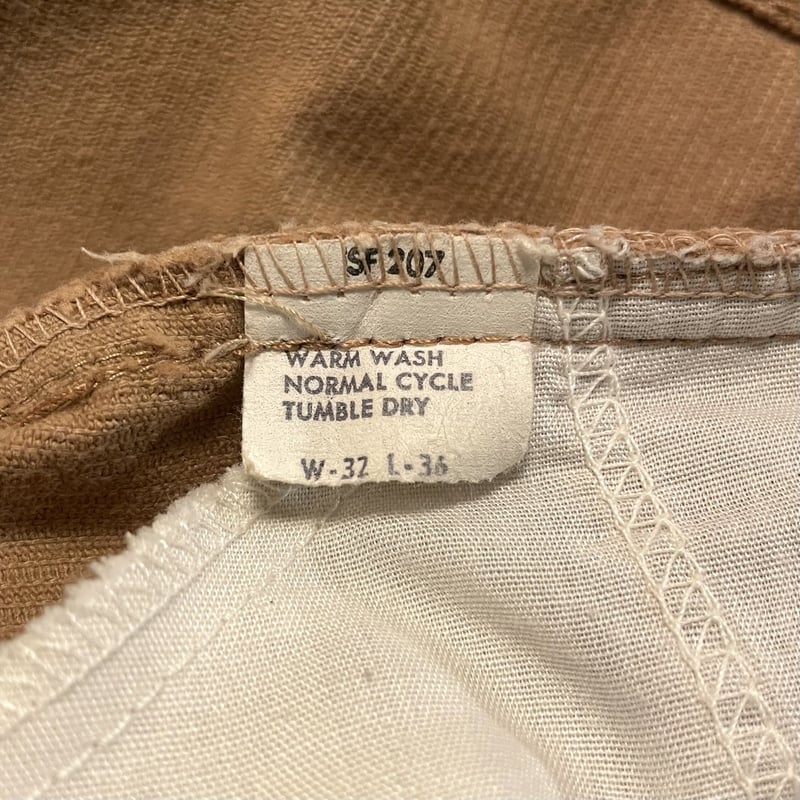 SF 207
WARM WASH
NORMAL CYCLE
TUMBLE DRY
W-32 L-36